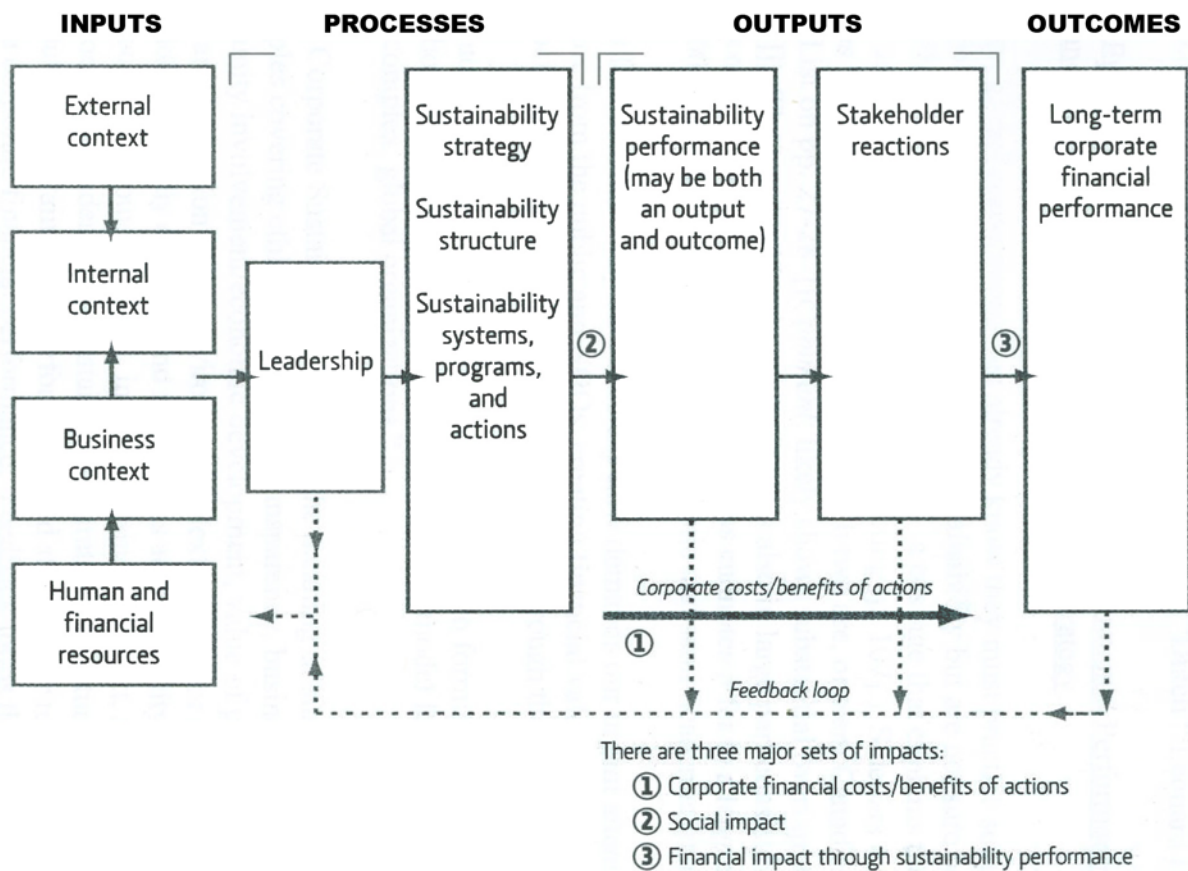 INPUTS
PROCESSES
OUTPUTS
OUTCOMES
External
context
Internal
context
Business
context
Human and
financial
resources
Leadership
Sustainability
strategy
Sustainability
structure
Sustainability
systems,
programs,
and
actions
②
Sustainability
performance
(may be both
an output
and outcome)
Stakeholder
reactions
③
Long-term
corporate
financial
performance
Corporate costs/benefits of actions
①
Feedback loop
There are three major sets of impacts:
① Corporate financial costs/benefits of actions
② Social impact
③ Financial impact through sustainability performance